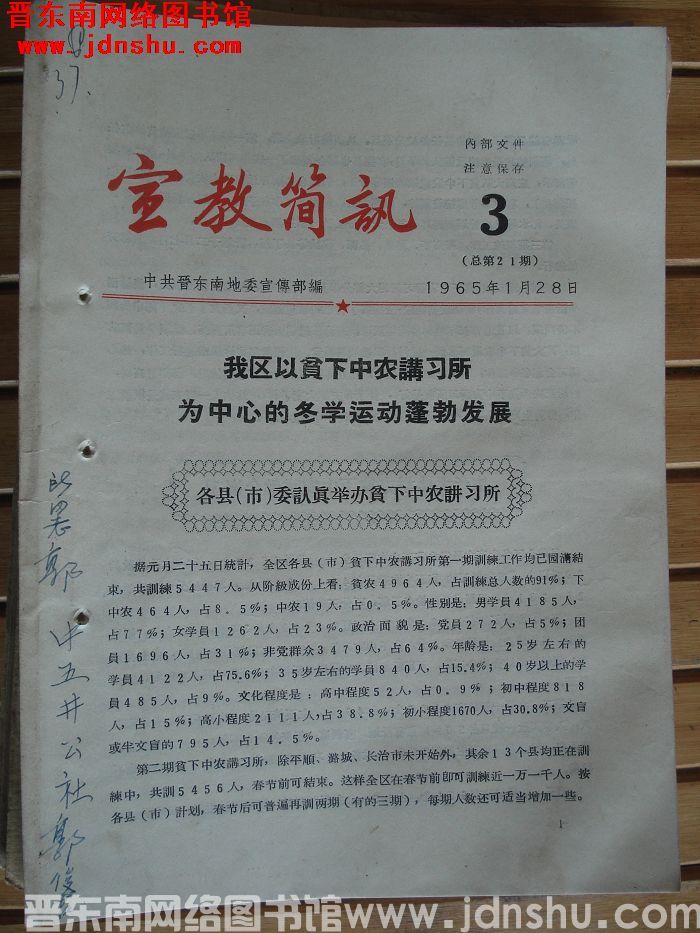 晋东南网络图书馆
www.jdnshu.com
37.
内部文件
注意保存
宣教简訊
3
（总第21期）
中共晉东南地委宣傳部編
1965年1月28日
我区以貧下中农講习所
为中心的冬学运动蓬勃发展
各县(市)委認眞举办貧下中农講习所
据元月二十五日統計，全区各县（市）貧下中农講习所第一期訓練工作均已园滿結
束，共訓練5447人。从阶級成份上看，貧农4964人，占訓練总人数的91%；下
中农464人，占8．5%；中农19人，占0．5%。性別是：男学員4185人，
占77%；女学員1262人，占23%。政治面貌是：党員272人，占5%；团
員1696人，占31%；非党群众3479人，占64%。年龄是：25岁左右的
学員4122人，占75.6%；35岁左右的学員840人，占15.4%；40岁以上的学
員485人，占9%。文化程度是：高中程度52人，占0．9%；初中程度818
人，占15%；高小程度2111人，占38.8%；初小程度1670人，占30.8%；文盲
或半文盲的795人，占14．5%。
第二期貧下中农講习所，除平順、潞城、长治市未开始外，其余13个县均正在訓
練中，共訓5456人，春节前可結束。这样全区在春节前即可訓練近一万一千人。按
各县（市）計划，春节后可普遍再訓两期（有的三期），每期人数还可适当增加一些。
1
中五井公社郭
晋东南网络图书馆www.jdnshu.com